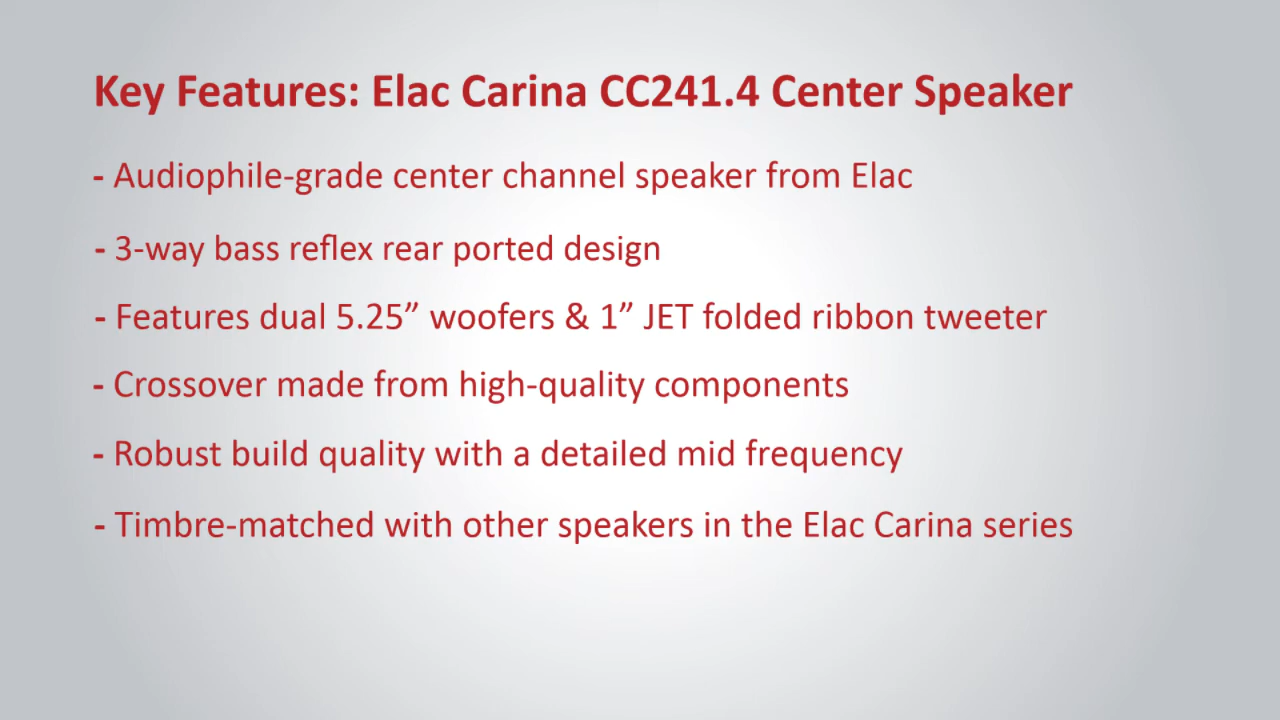 Key Features: Elac Carina CC241.4 Center Speaker
- Audiophile-grade center channel speaker from Elac
- 3-way bass reflex rear ported design
- Features dual 5.25” woofers & 1” JET folded ribbon tweeter
- Crossover made from high-quality components
- Robust build quality with a detailed mid frequency
- Timbre-matched with other speakers in the Elac Carina series